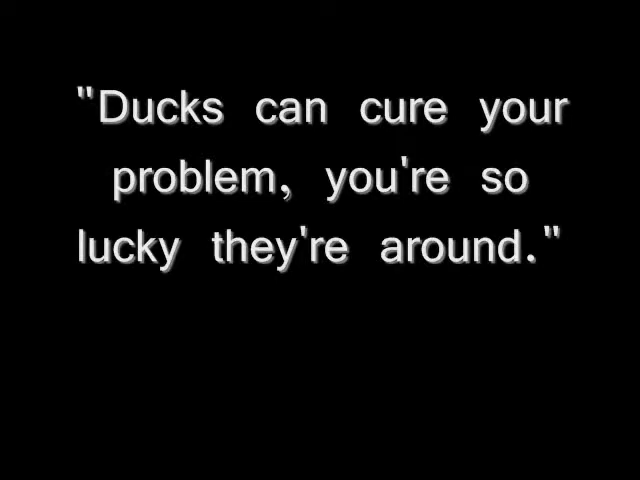 "Ducks can cure your
problem, you're so
lucky they're around."